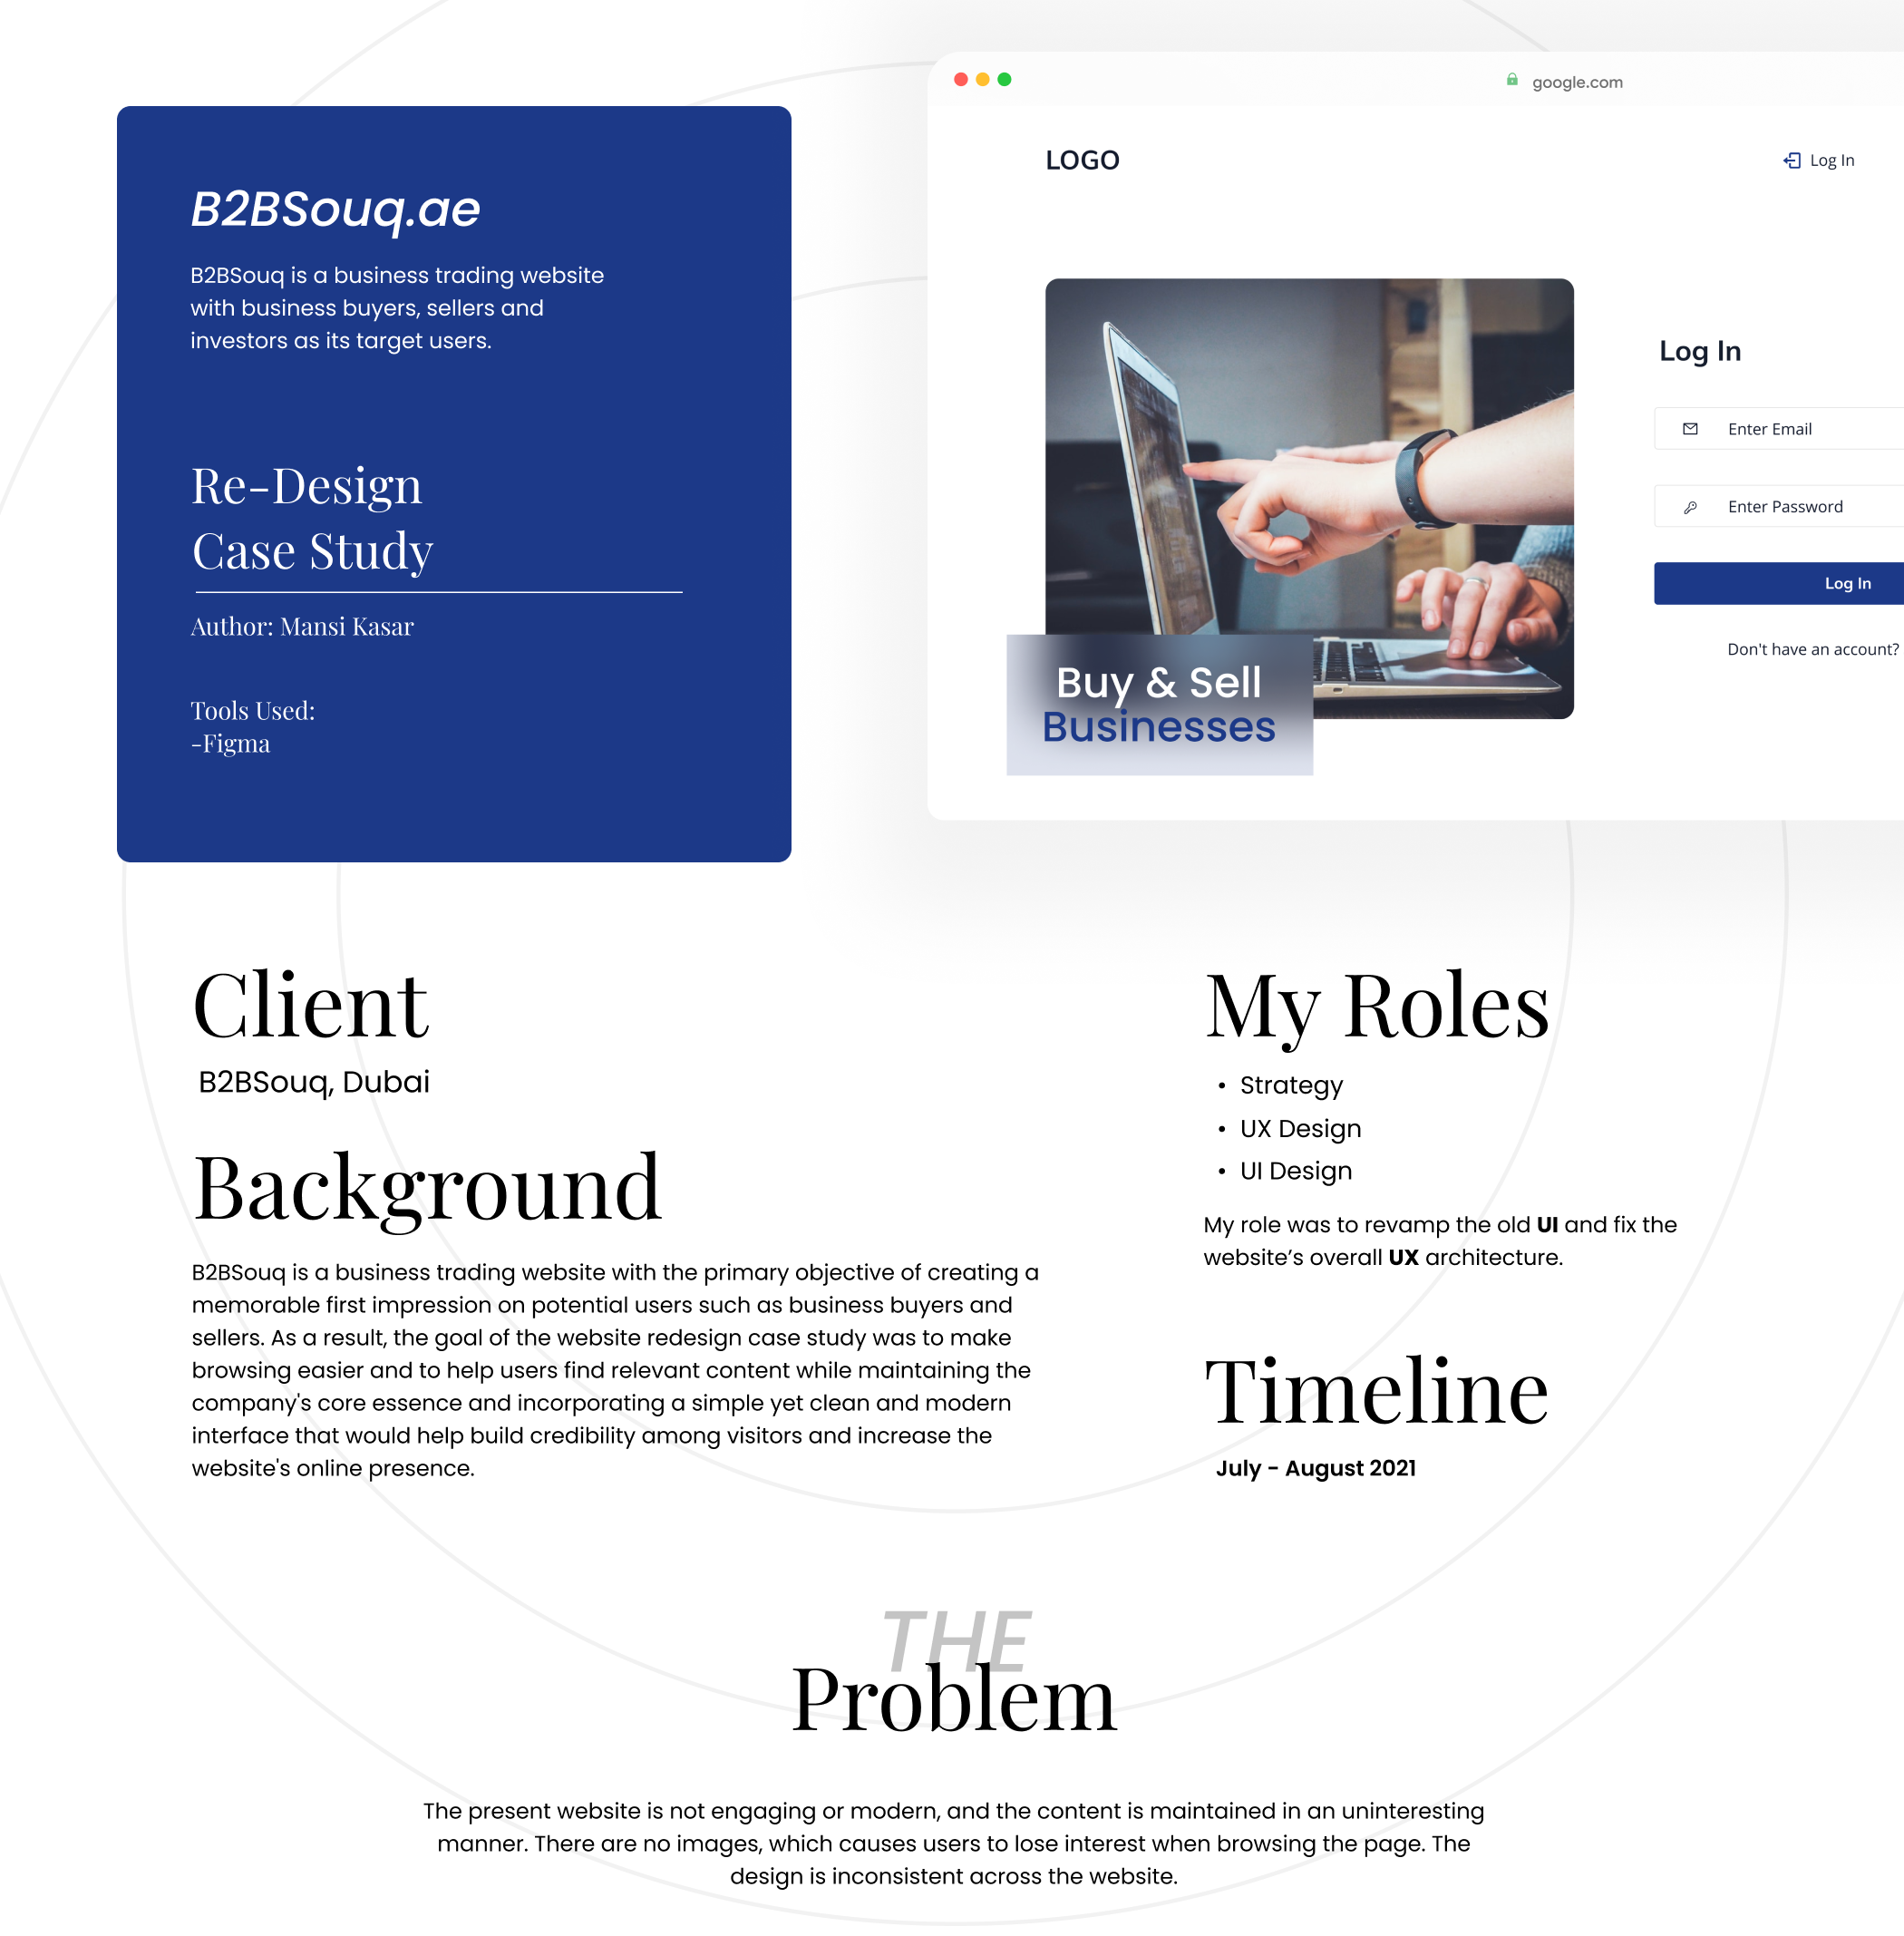 B2BSouq.ae
B2BSouq is a business trading website
with business buyers, sellers and
investors as its target users.
Re-Design
Case Study
Author: Mansi Kasar
Tools Used:
-Figma
google.com
LOGO
Log In
Log In
Enter Email
Enter Password
Log In
Don't have an account?
Buy & Sell
Businesses
Client
B2BSouq, Dubai
Background
B2BSouq is a business trading website with the primary objective of creating a
memorable first impression on potential users such as business buyers and
sellers. As a result, the goal of the website redesign case study was to make
browsing easier and to help users find relevant content while maintaining the
company's core essence and incorporating a simple yet clean and modern
interface that would help build credibility among visitors and increase the
website's online presence.
My Roles
• Strategy
• UX Design
• UI Design
My role was to revamp the old UI and fix the
website’s overall UX architecture.
Timeline
July - August 2021
THE
Problem
The present website is not engaging or modern, and the content is maintained in an uninteresting
manner. There are no images, which causes users to lose interest when browsing the page. The
design is inconsistent across the website.